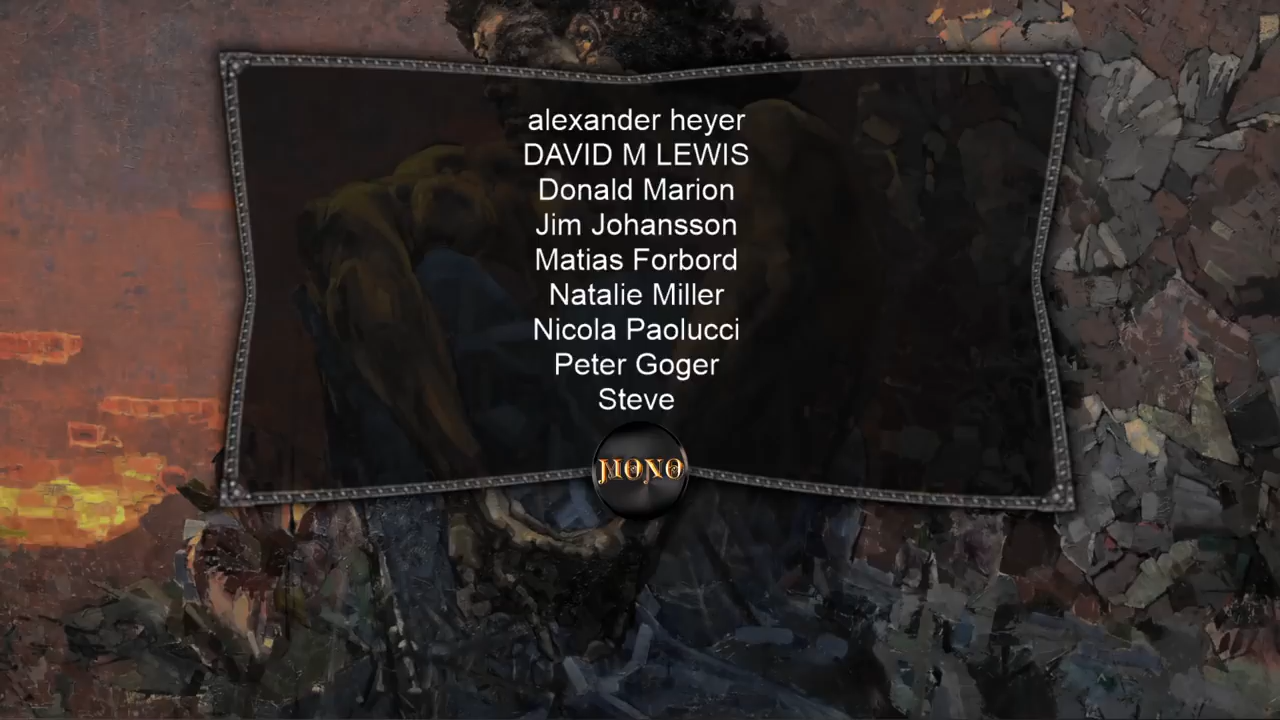 alexander heyer
DAVID M LEWIS
Donald Marion
Jim Johansson
Matias Forbord
Natalie Miller
Nicola Paolucci
Peter Goger
Steve
MONO